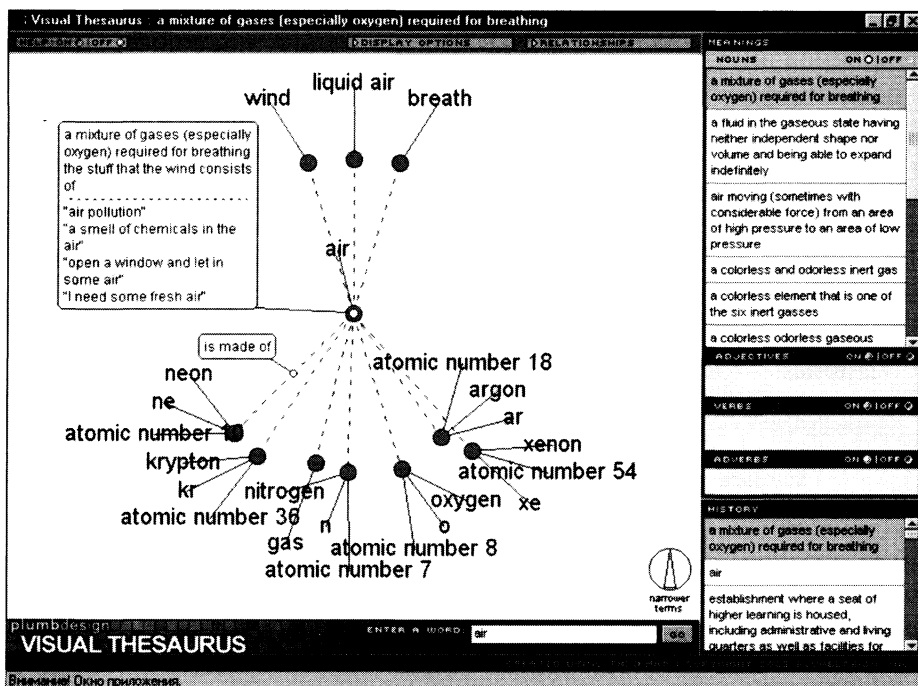 Visual Thesaurus : a mixture of gases (especially oxygen) required for breathing
HELP: ON OFF
DISPLAY OPTIONS
RELATIONSHIPS
wind
liquid air
breath
a mixture of gases (especially
oxygen) required for breathing
the stuff that the wind consists
of
"air pollution"
"a smell of chemicals in the
air"
"open a window and let in
some air"
"I need some fresh air"
air
is made of
neon
ne
atomic number
krypton
kr
atomic number 36
gas
nitrogen
n
atomic number 7
atomic number 8
o
oxygen
atomic number 18
argon
ar
xenon
atomic number 54
xe
narrower
terms
MEANINGS
NOUNS ON | OFF
a mixture of gases (especially
oxygen) required for breathing
a fluid in the gaseous state having
neither independent shape nor
volume and being able to expand
indefinitely
air moving (sometimes with
considerable force) from an area
of high pressure to an area of low
pressure
a colorless and odorless inert gas
a colorless element that is one of
the six inert gasses
a colorless odorless gaseous
ADJECTIVES ON | OFF
VERBS ON | OFF
ADVERBS ON | OFF
HISTORY
a mixture of gases (especially
oxygen) required for breathing
air
establishment where a seat of
higher learning is housed,
including administrative and living
quarters as well as facilities for
plumbdesign
VISUAL THESAURUS
ENTER A WORD: air GO
Внимание! Окно приложения.